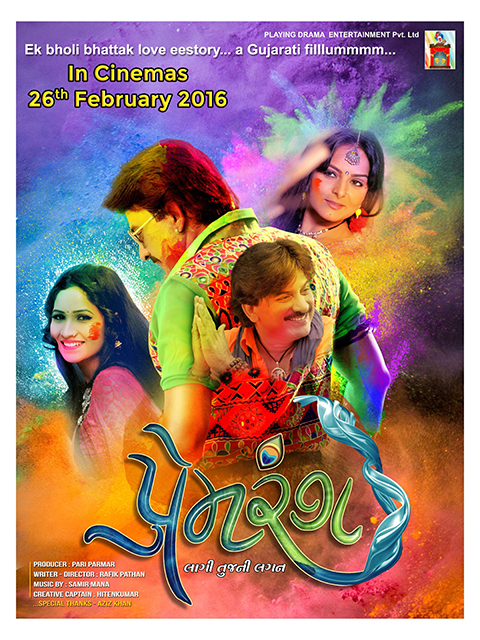 PLAYING DRAMA ENTERTAINMENT Pvt. Ltd
Ek bholi bhattak love eestory... a Gujarati filllummmm...
In Cinemas
26th February 2016
પ્રેમરંગ
લાગી તુજની લગન
PRODUCER : PARI PARMAR
WRITER - DIRECTOR : RAFIK PATHAN
MUSIC BY : SAMIR MANA
CREATIVE CAPTAIN : HITENKUMAR
SPECIAL THANKS - AZIZ KHAN